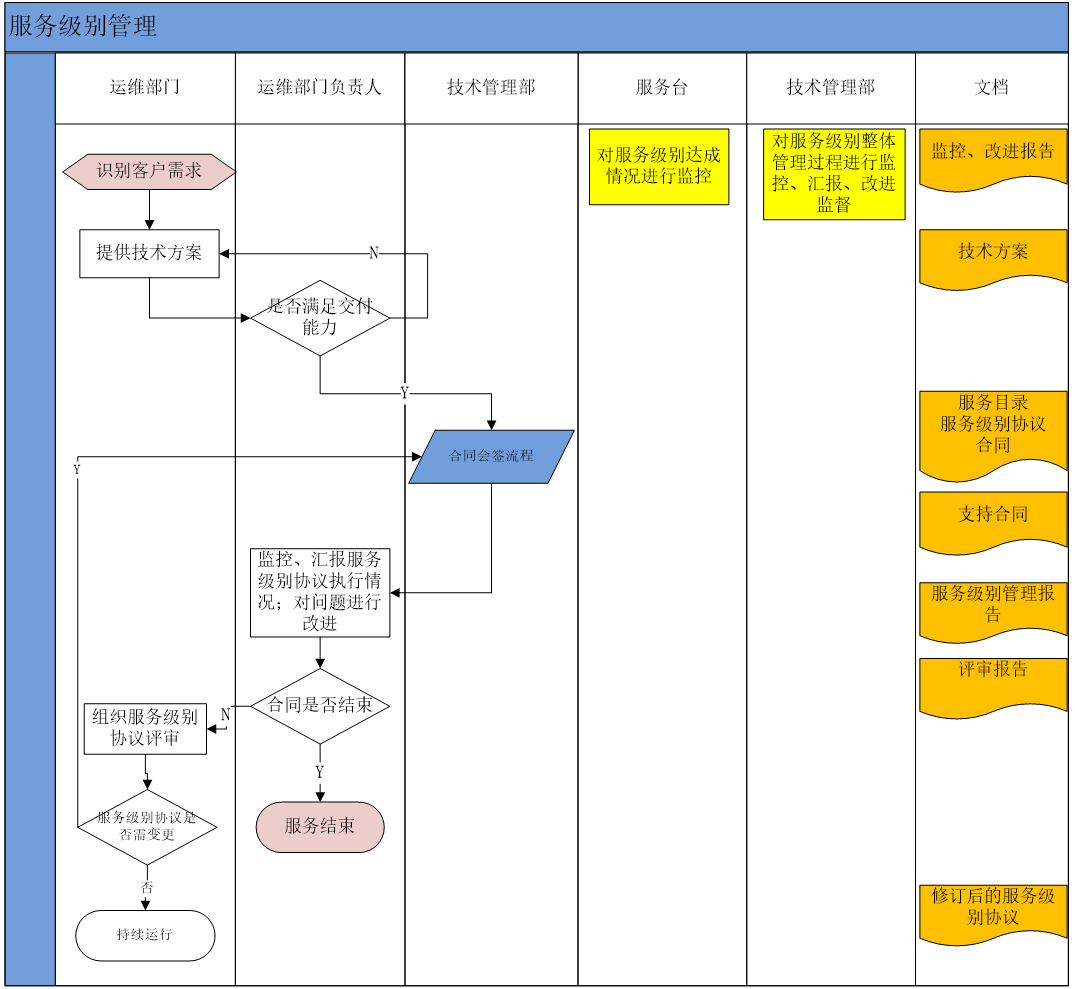 服务级别管理
运维部门
运维部门负责人
技术管理部
服务台
技术管理部
文档
识别客户需求
提供技术方案
N
是否满足交付
能力
Y
合同会签流程
Y
监控、汇报服务
级别协议执行情
况；对问题进行
改进
合同是否结束
N
组织服务级别
协议评审
Y
服务级别协议是
否需变更
服务结束
否
持续运行
对服务级别达成
情况进行监控
对服务级别整体
管理过程进行监
控、汇报、改进
监督
监控、改进报告
技术方案
服务目录
服务级别协议
合同
支持合同
服务级别管理报
告
评审报告
修订后的服务级
别协议